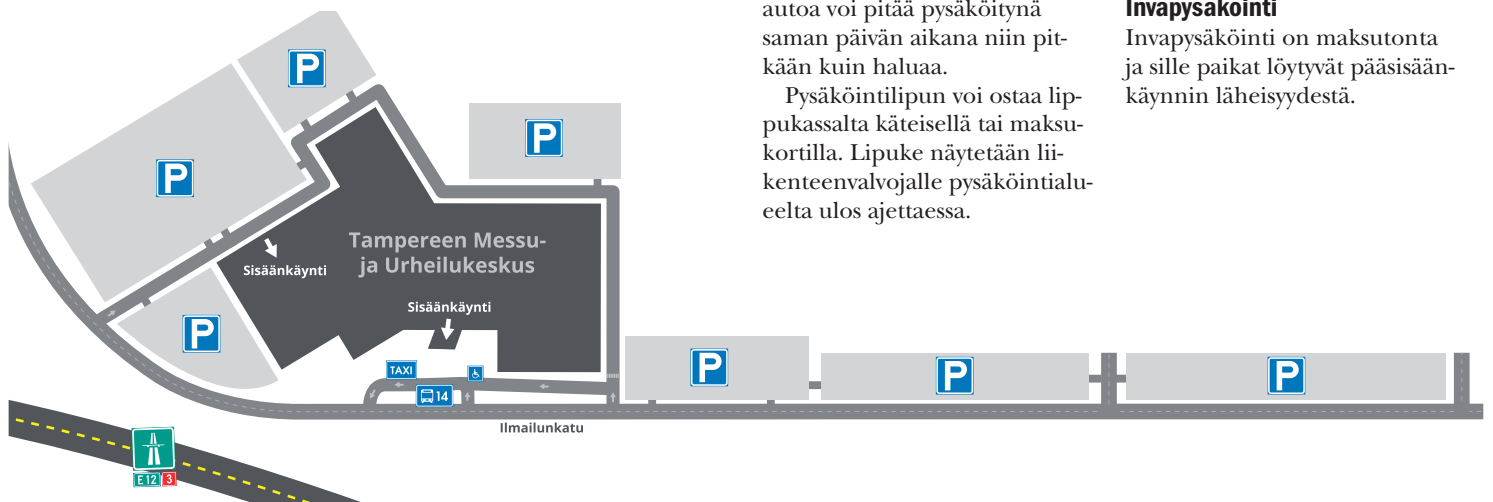 autoa voi pitää pysäköitynä
saman päivän aikana niin pit-
kään kuin haluaa.
Pysäköintilipun voi ostaa lip-
pukassalta käteisellä tai maksu-
kortilla. Lipuke näytetään lii-
kenteenvalvojalle pysäköintialu-
eelta ulos ajettaessa.
Invapysäköinti
Invapysäköinti on maksutonta
ja sille paikat löytyvät pääsisään-
käynnin läheisyydestä.
P
P
P
P
Tampereen Messu-
ja Urheilukeskus
Sisäänkäynti
Sisäänkäynti
TAXI
14
P
P
P
Ilmailunkatu
E 12 3